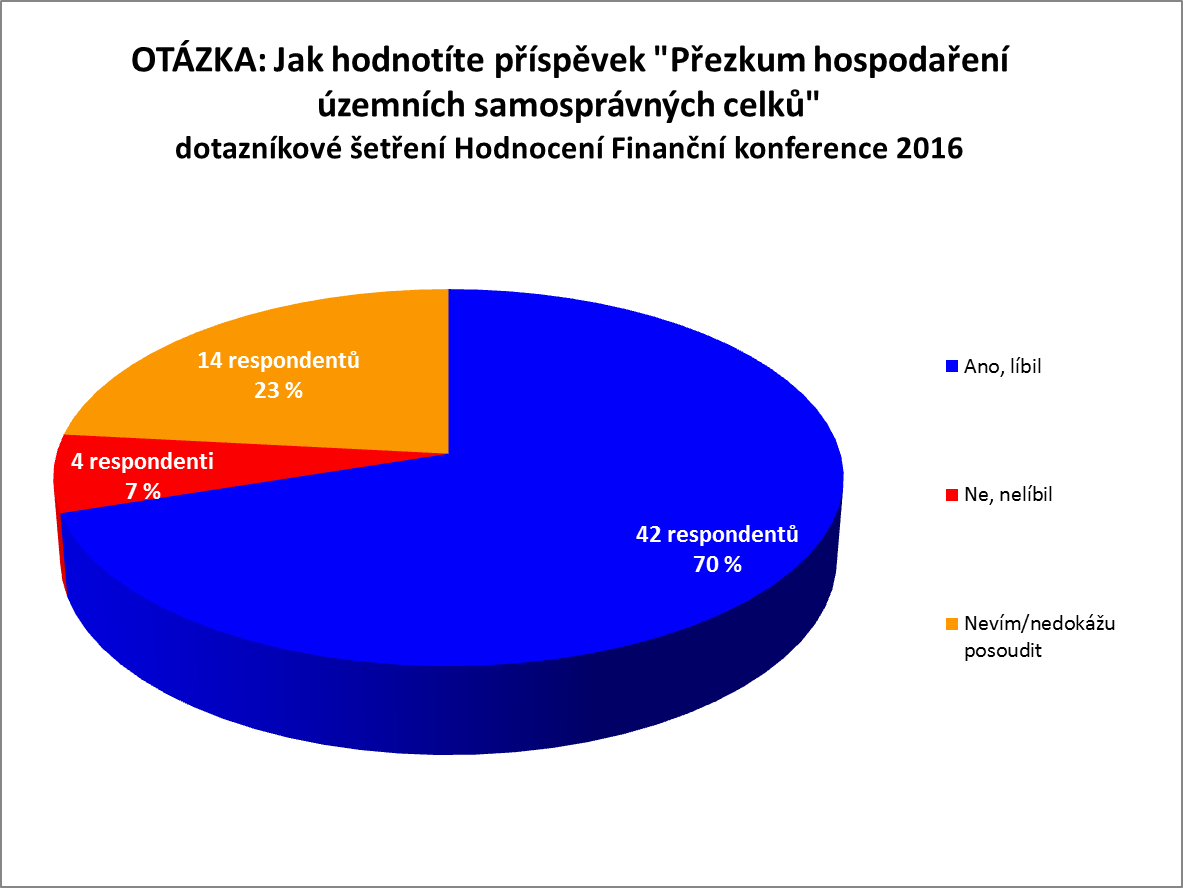 OTÁZKA: Jak hodnotíte příspěvek "Přezkum hospodaření
územních samosprávných celků"
dotazníkové šetření Hodnocení Finanční konference 2016
14 respondentů
23 %
4 respondenti
7 %
42 respondentů
70 %
Ano, líbil
Ne, nelíbil
Nevím/nedokážu
posoudit